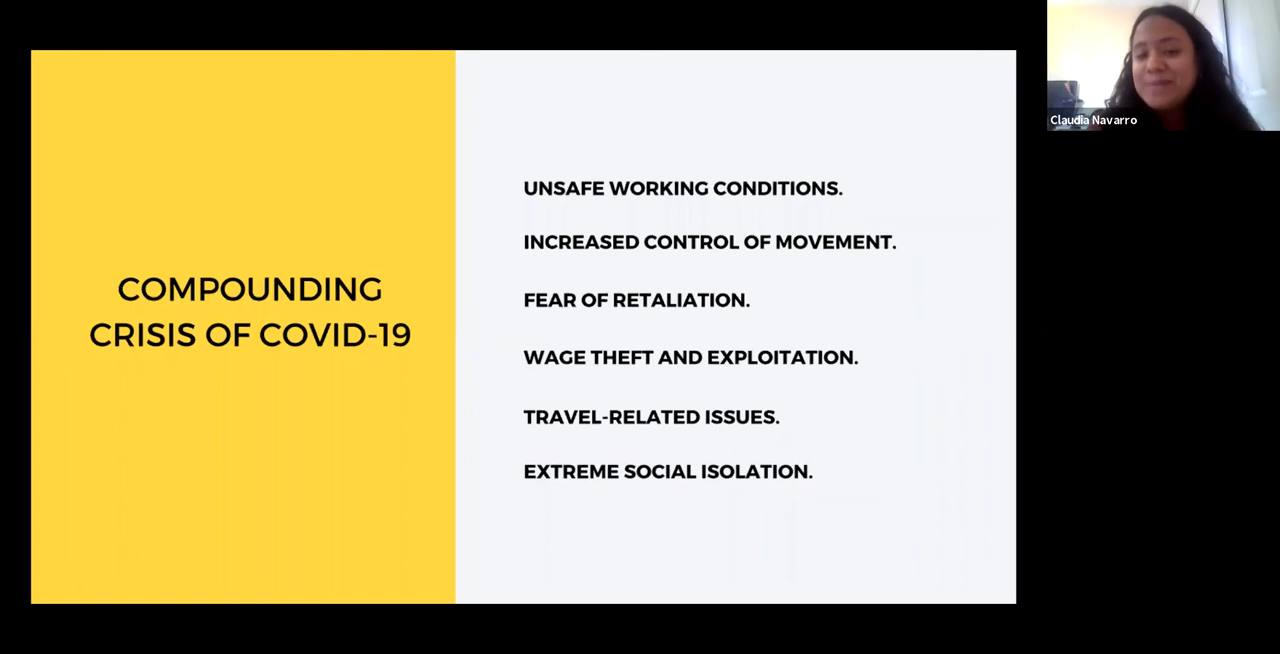 COMPOUNDING
CRISIS OF COVID-19
UNSAFE WORKING CONDITIONS.
INCREASED CONTROL OF MOVEMENT.
FEAR OF RETALIATION.
WAGE THEFT AND EXPLOITATION.
TRAVEL-RELATED ISSUES.
EXTREME SOCIAL ISOLATION.
Claudia Navarro